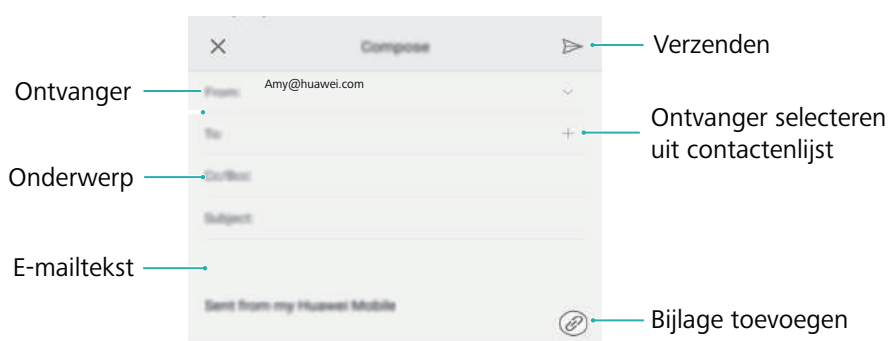 Compose
Verzenden
Ontvanger
From:
Amy@huawei.com
Ontvanger selecteren
uit contactenlijst
To:
Onderwerp
Cc/Bcc:
Subject:
E-mailtekst
Sent from my Huawei Mobile
Bijlage toevoegen